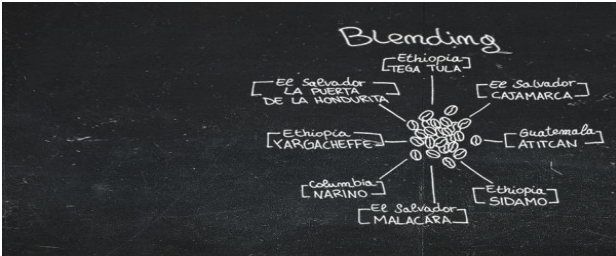 Blending
Ethiopia
TEGA TULA
El Salvador
LA PUERTA
DE LA HONDURITA
El Salvador
CAJAMARCA
Ethiopia
YARGACHEFFE
Guatemala
ATITCAN
Columbia
NARINO
Ethiopia
SIDAMO
El Salvador
MALACARA